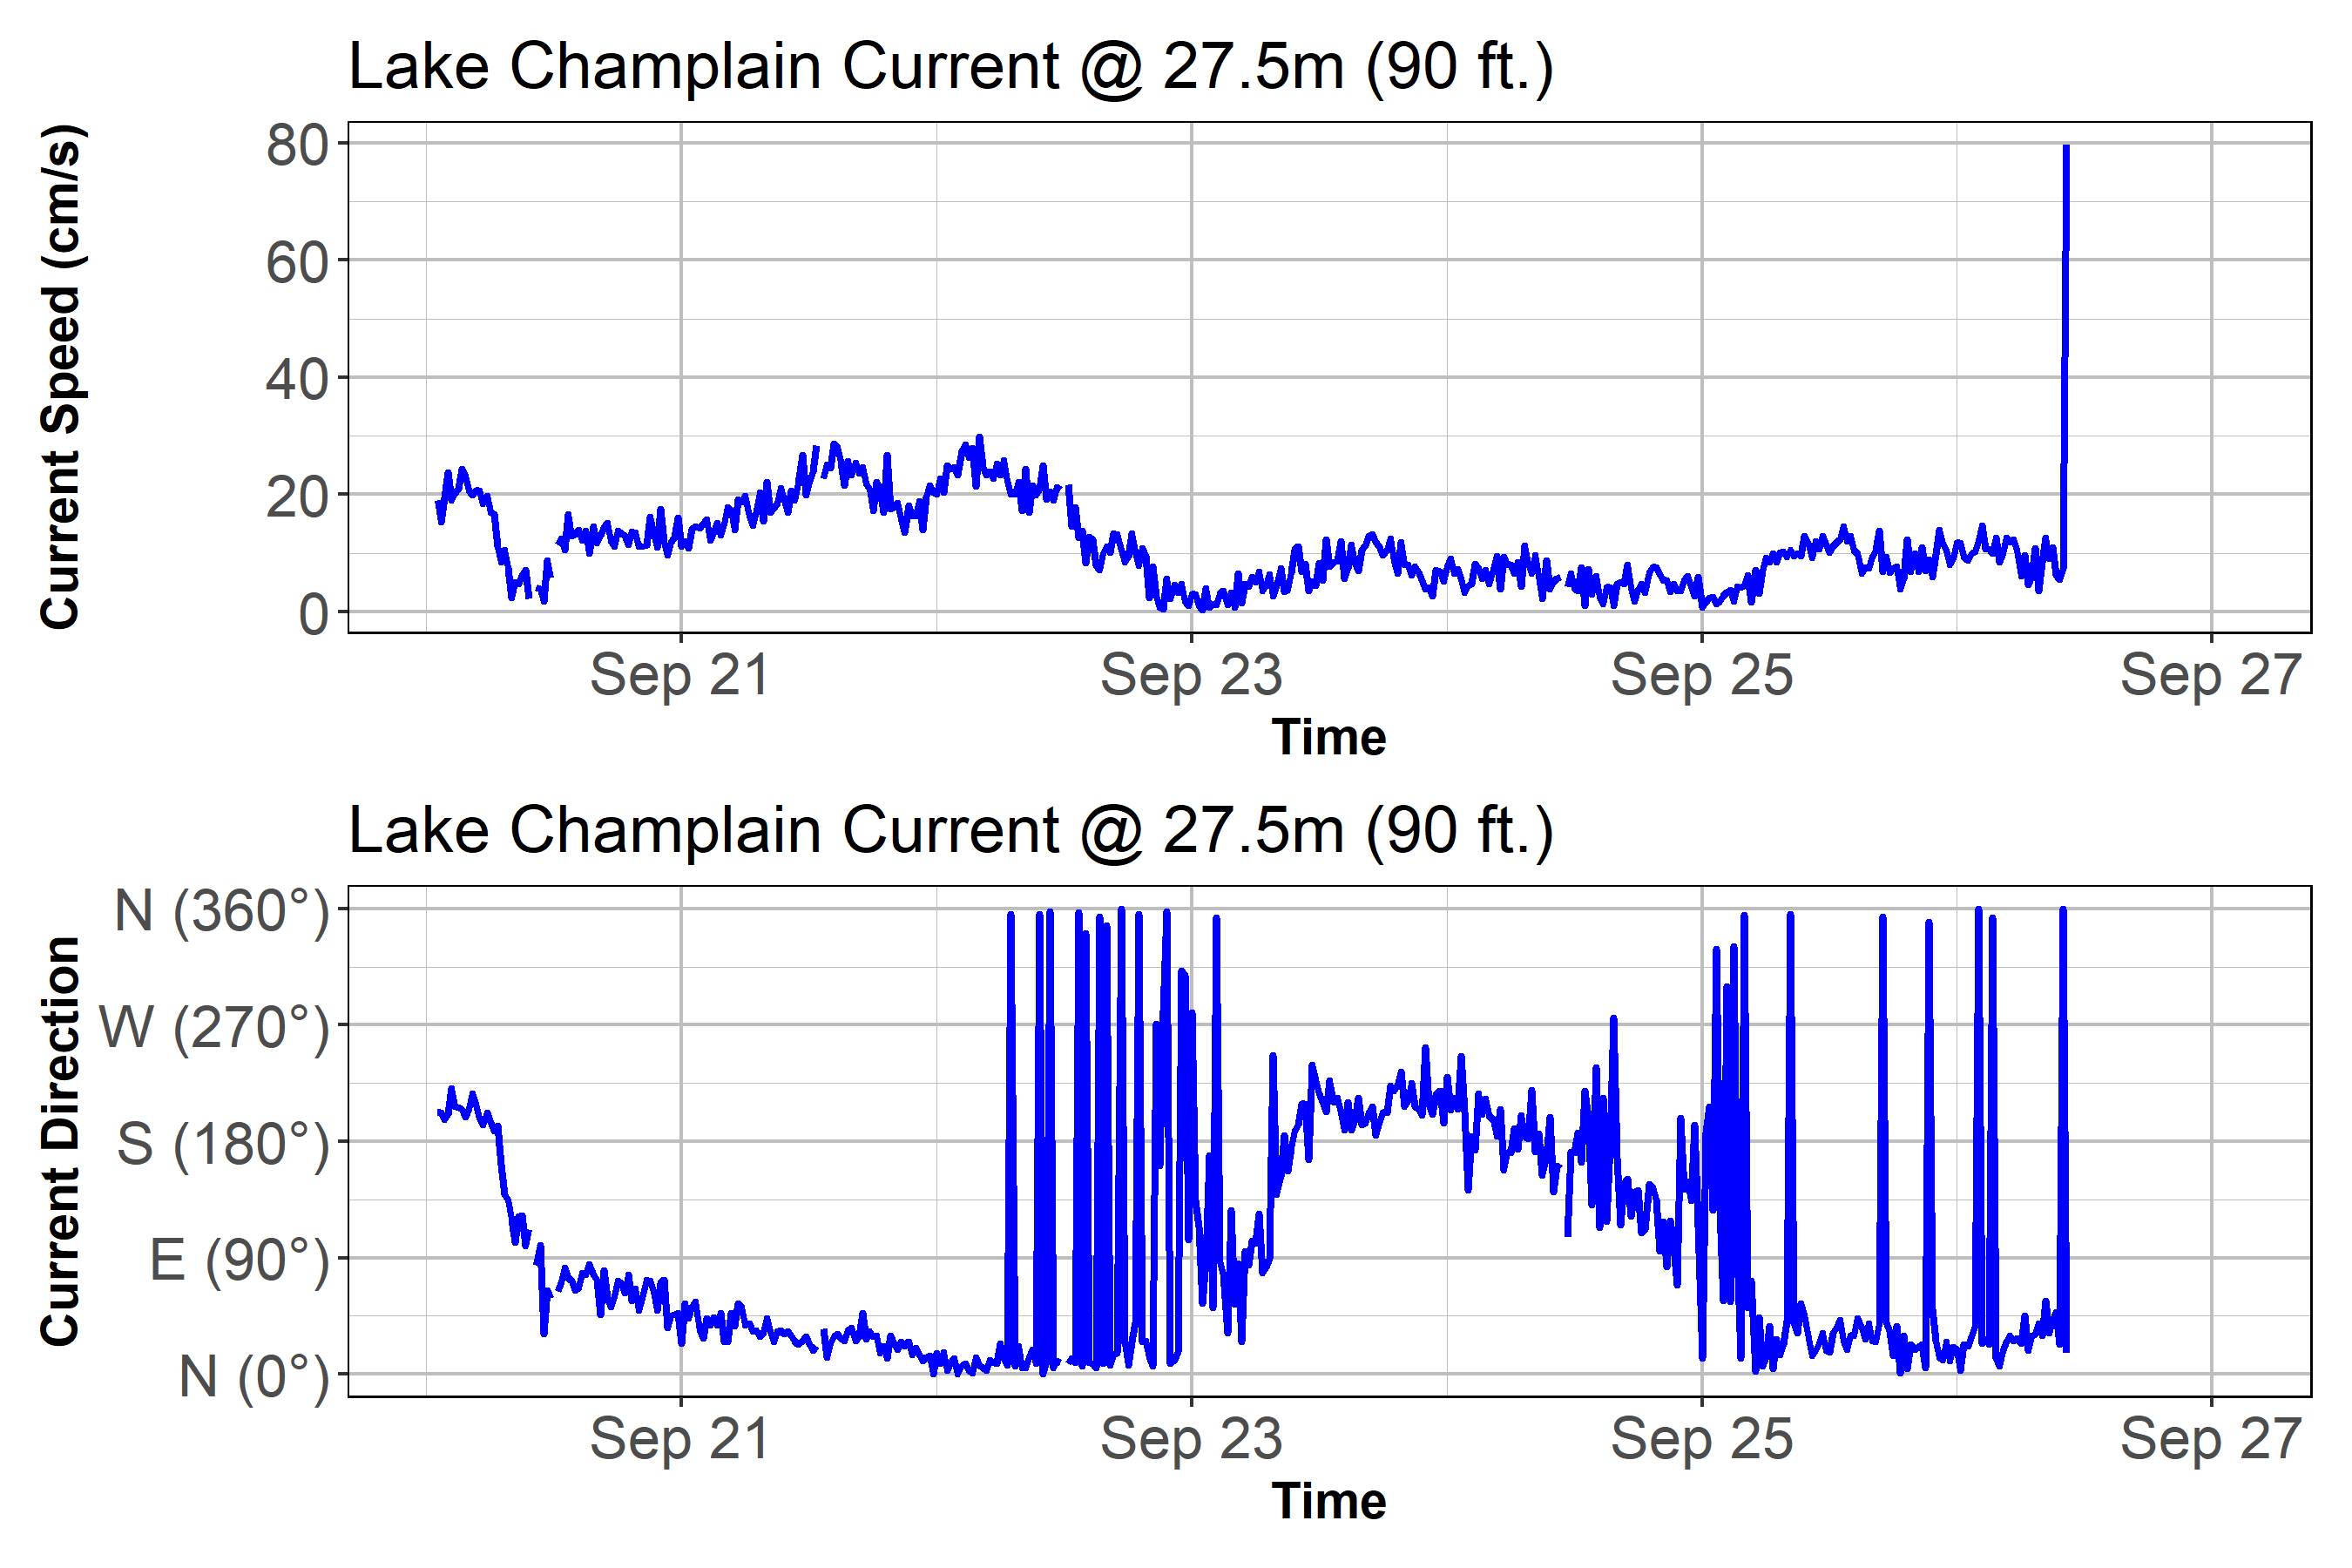 Lake Champlain Current @ 27.5m (90 ft.)
Current Speed (cm/s)
80
60
40
20
0
Sep 21 Sep 23 Sep 25 Sep 27
Time
Lake Champlain Current @ 27.5m (90 ft.)
Current Direction
N (360°)
W (270°)
S (180°)
E (90°)
N (0°)
Sep 21 Sep 23 Sep 25 Sep 27
Time